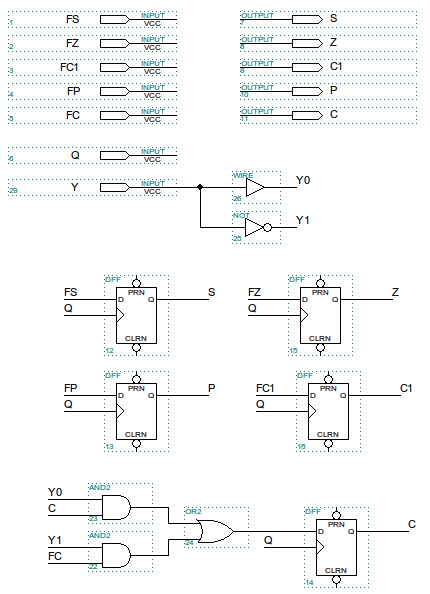 FS INPUT VCC 1 OUTPUT 7 S
FZ INPUT VCC 2 OUTPUT 8 Z
FC1 INPUT VCC 3 OUTPUT 9 C1
FP INPUT VCC 4 OUTPUT 10 P
FC INPUT VCC 5 OUTPUT 11 C
Q INPUT VCC 6
Y INPUT VCC 29 WIRE 26 Y0
NOT 25 Y1
DFF DFF
FS PRN S FZ PRN Z
D Q D Q
Q Q
CLRN CLRN
12 15
DFF DFF
FP PRN P FC1 PRN C1
D Q D Q
Q Q
CLRN CLRN
13 16
Y0 AND2
C 23 OR2 DFF
PRN C
D Q
Y1 AND2 24 Q
FC 22 CLRN
14